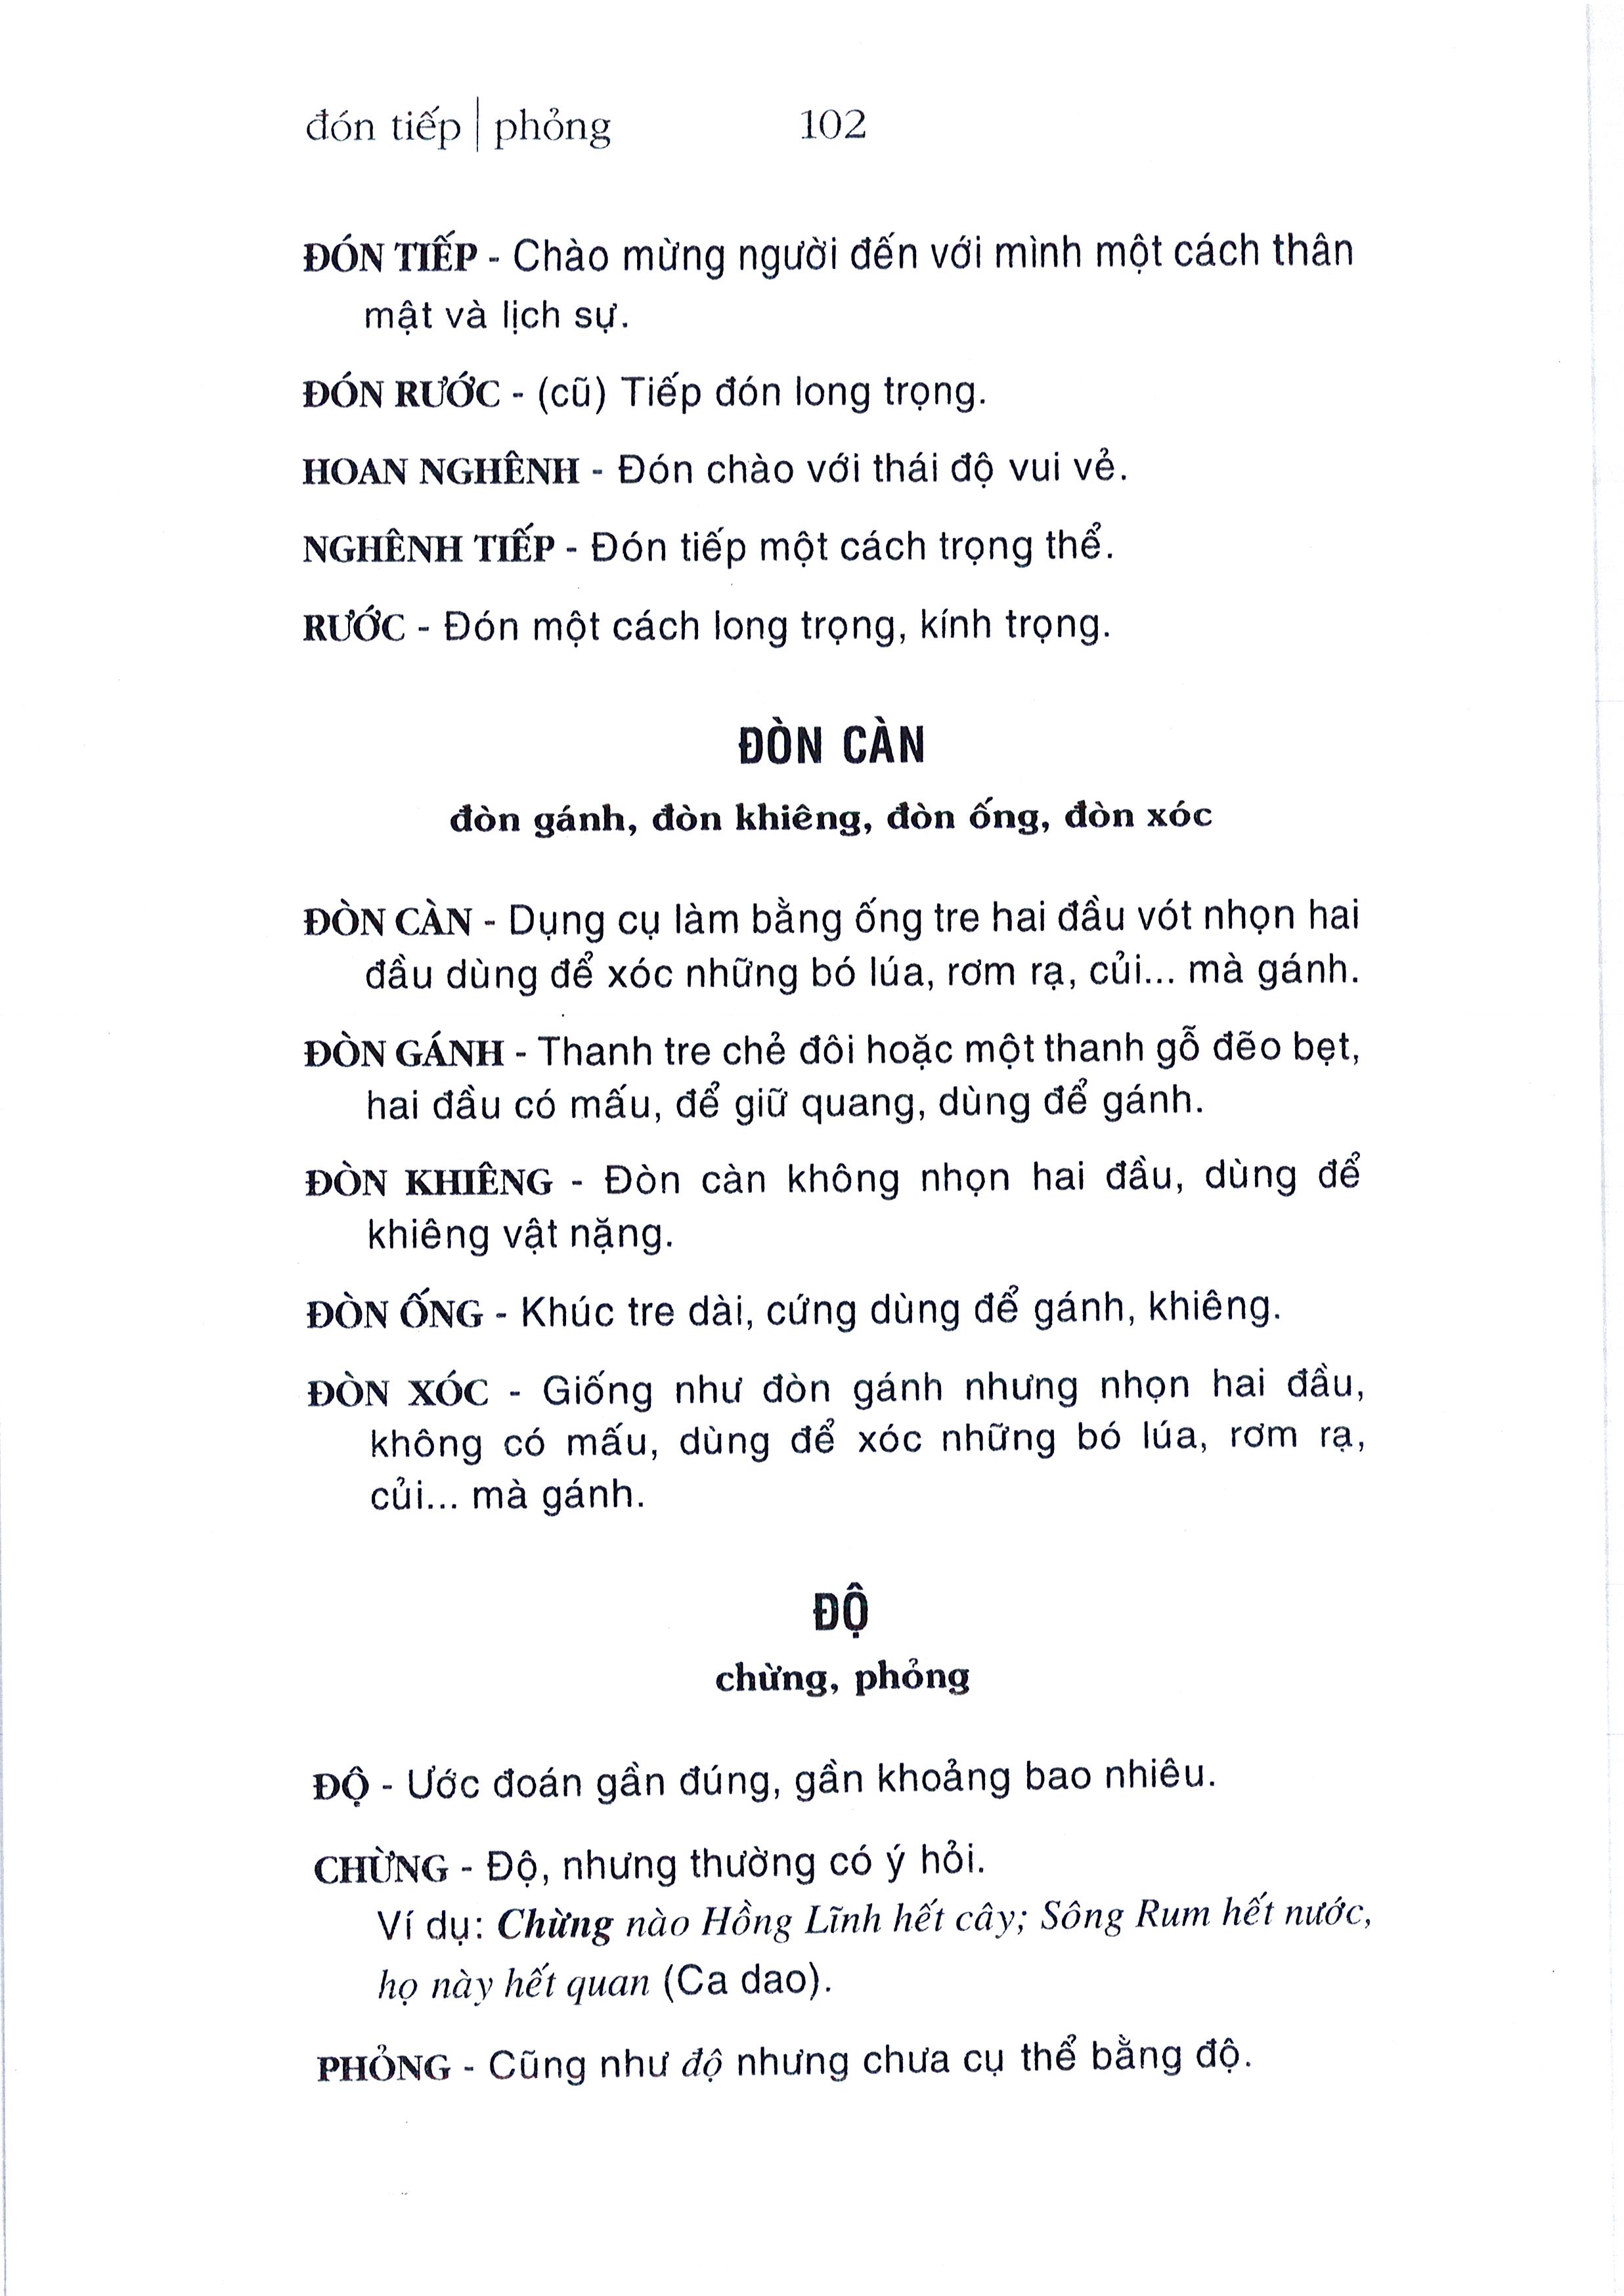 đón tiếp | phỏng 102
ĐÓN TIẾP - Chào mừng người đến với mình một cách thân
mật và lịch sự.
ĐÓN RƯỚC - (cũ) Tiếp đón long trọng.
HOAN NGHÊNH - Đón chào với thái độ vui vẻ.
NGHÊNH TIẾP - Đón tiếp một cách trọng thể.
RƯỚC - Đón một cách long trọng, kính trọng.
ĐÒN CÀN
đòn gánh, đòn khiêng, đòn ống, đòn xóc
ĐÒN CÀN - Dụng cụ làm bằng ống tre hai đầu vót nhọn hai
đầu dùng để xóc những bó lúa, rơm rạ, củi... mà gánh.
ĐÒN GÁNH - Thanh tre chẻ đôi hoặc một thanh gỗ đẽo bẹt,
hai đầu có mấu, để giữ quang, dùng để gánh.
ĐÒN KHIÊNG - Đòn càn không nhọn hai đầu, dùng để
khiêng vật nặng.
ĐÒN ỐNG - Khúc tre dài, cứng dùng để gánh, khiêng.
ĐÒN XÓC - Giống như đòn gánh nhưng nhọn hai đầu,
không có mấu, dùng để xóc những bó lúa, rơm rạ,
củi... mà gánh.
ĐỘ
chừng, phỏng
ĐỘ - Ước đoán gần đúng, gần khoảng bao nhiêu.
CHỪNG - Độ, nhưng thường có ý hỏi.
Ví dụ: Chừng nào Hồng Lĩnh hết cây; Sông Rum hết nước,
họ này hết quan (Ca dao).
PHỎNG - Cũng như độ nhưng chưa cụ thể bằng độ.